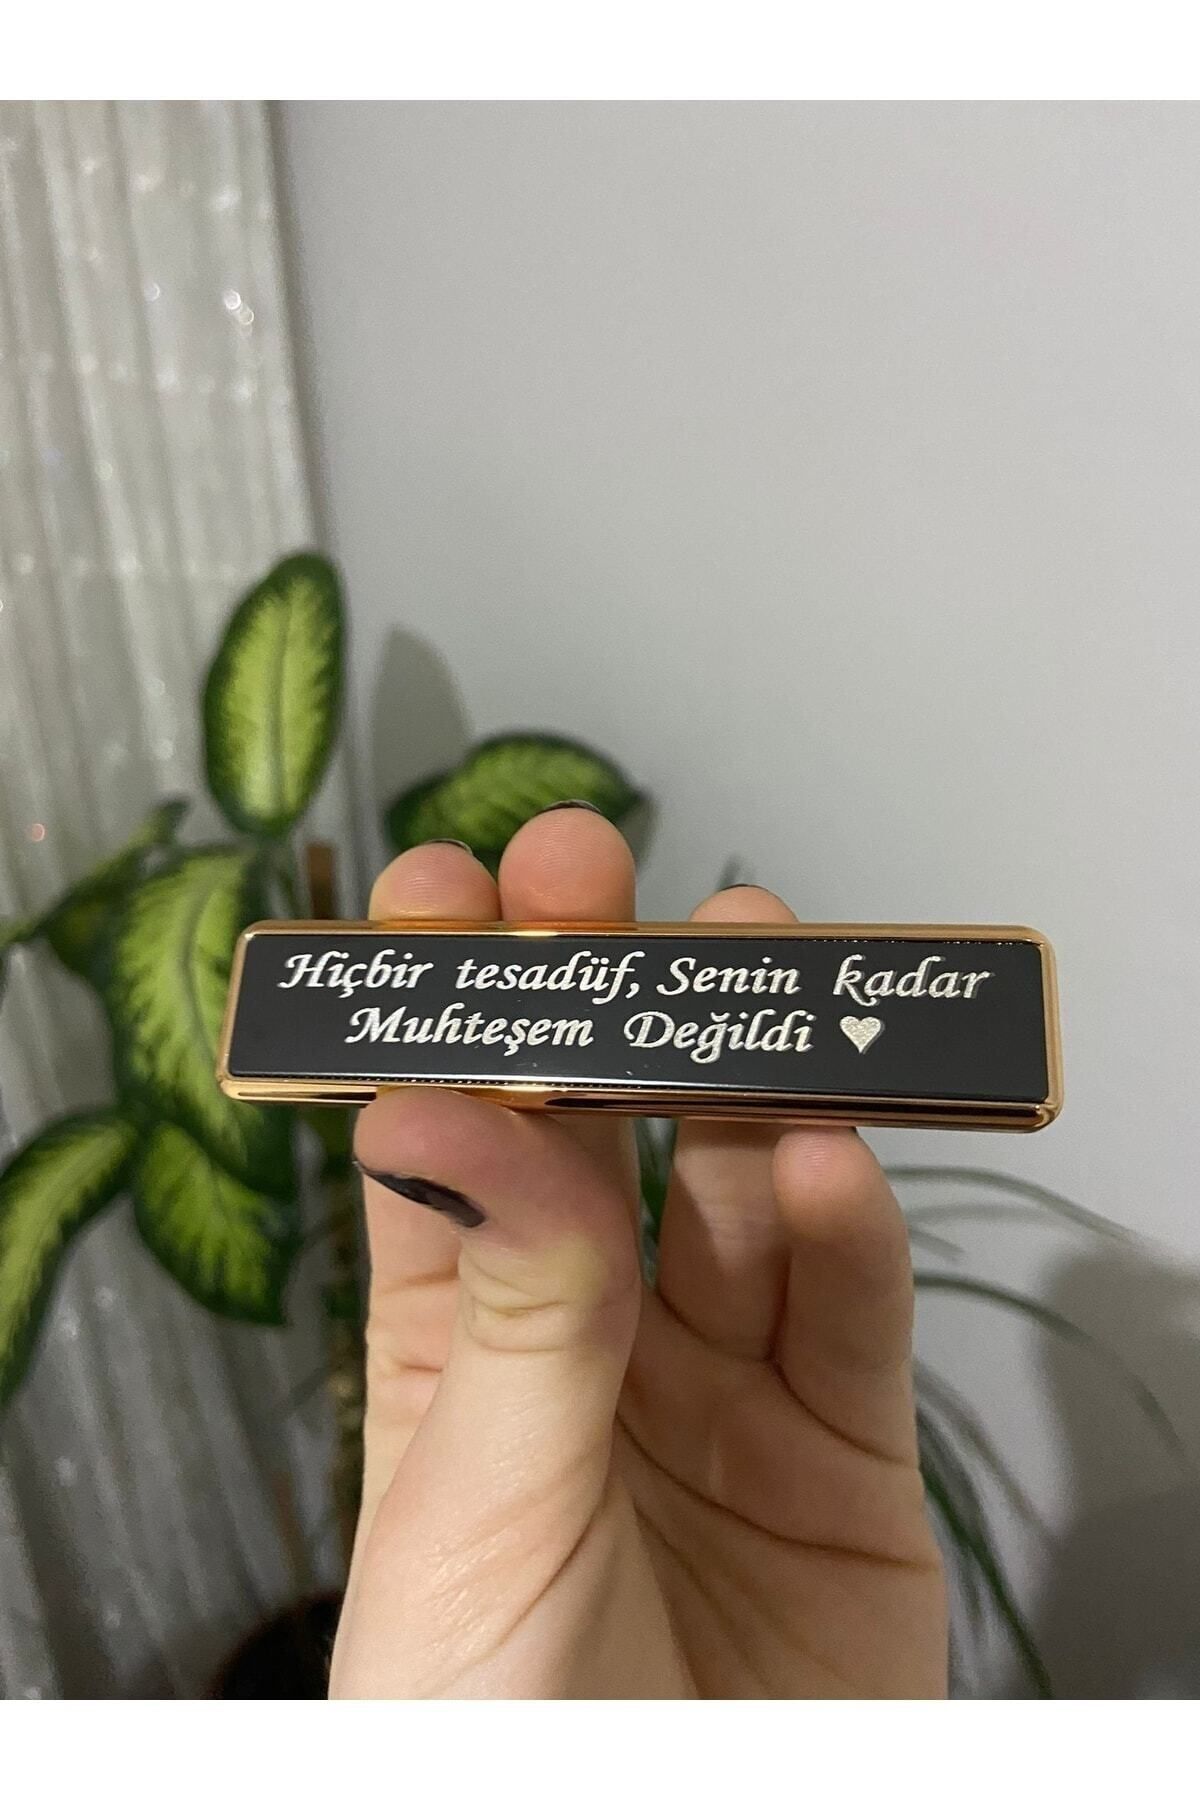 Hiçbir tesadüf, Senin kadar
Muhteşem Değildi ♥